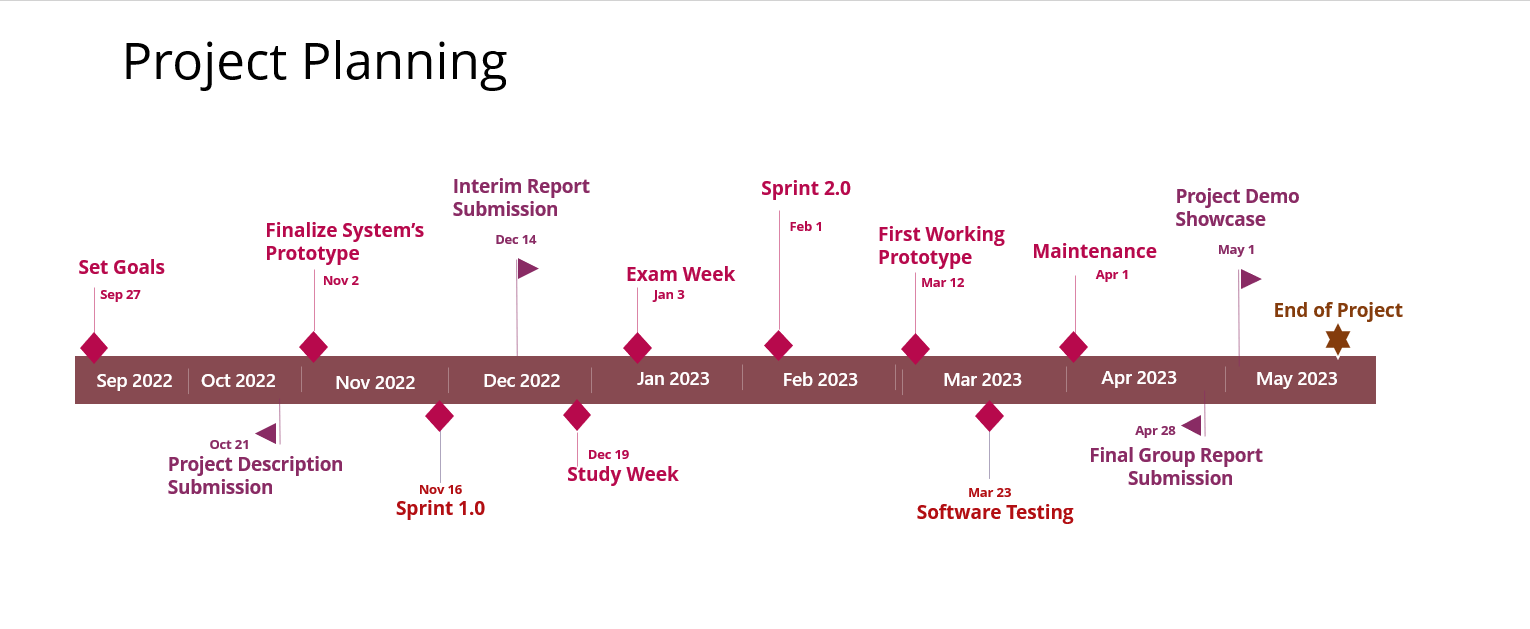 Project Planning
Set Goals
Sep 27
Finalize System's
Prototype
Nov 2
Interim Report
Submission
Dec 14
Exam Week
Jan 3
Sprint 2.0
Feb 1
First Working
Prototype
Mar 12
Maintenance
Apr 1
Project Demo
Showcase
May 1
End of Project
Sep 2022
Oct 2022
Nov 2022
Dec 2022
Jan 2023
Feb 2023
Mar 2023
Apr 2023
May 2023
Oct 21
Project Description
Submission
Nov 16
Sprint 1.0
Dec 19
Study Week
Mar 23
Software Testing
Apr 28
Final Group Report
Submission